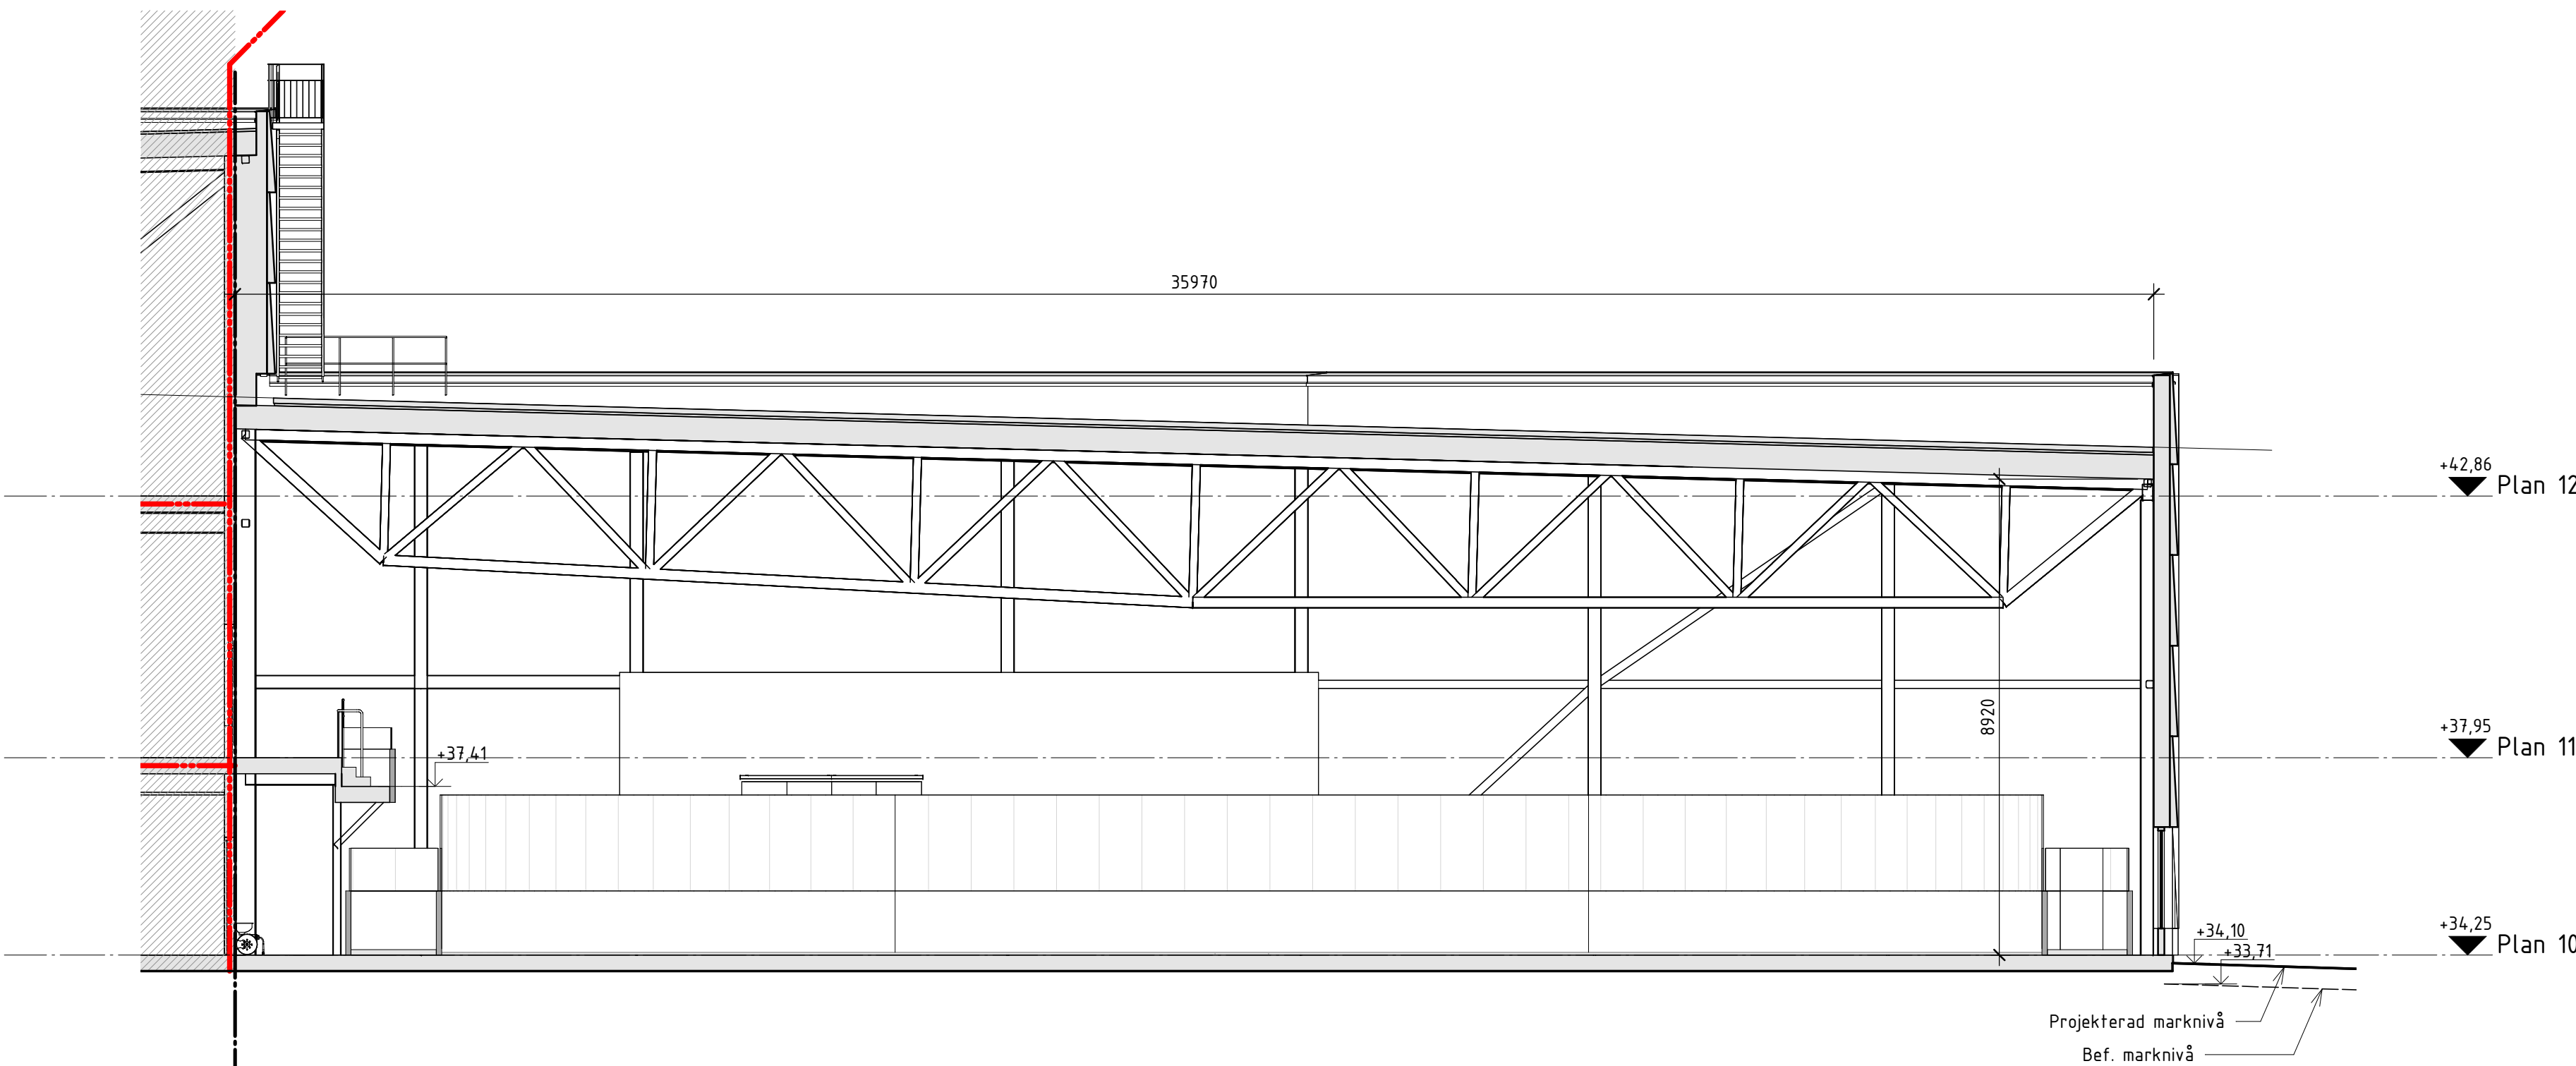 35970
+42,86
Plan 12
+37,95
Plan 11
8920
+37,41
+34,25
Plan 10
+34,10
+33,71
Projekterad marknivå
Bef. marknivå